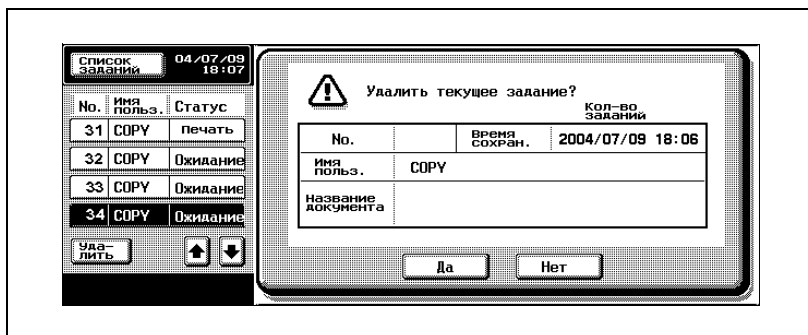 Список
заданий
04/07/09
18:07
No. Имя польз. Статус
31 COPY Печать
32 COPY Ожидание
33 COPY Ожидание
34 COPY Ожидание
Уда-
лить
Удалить текущее задание?
Кол-во
заданий
No. Время сохран. 2004/07/09 18:06
Имя польз. COPY
Название
документа
Да Нет